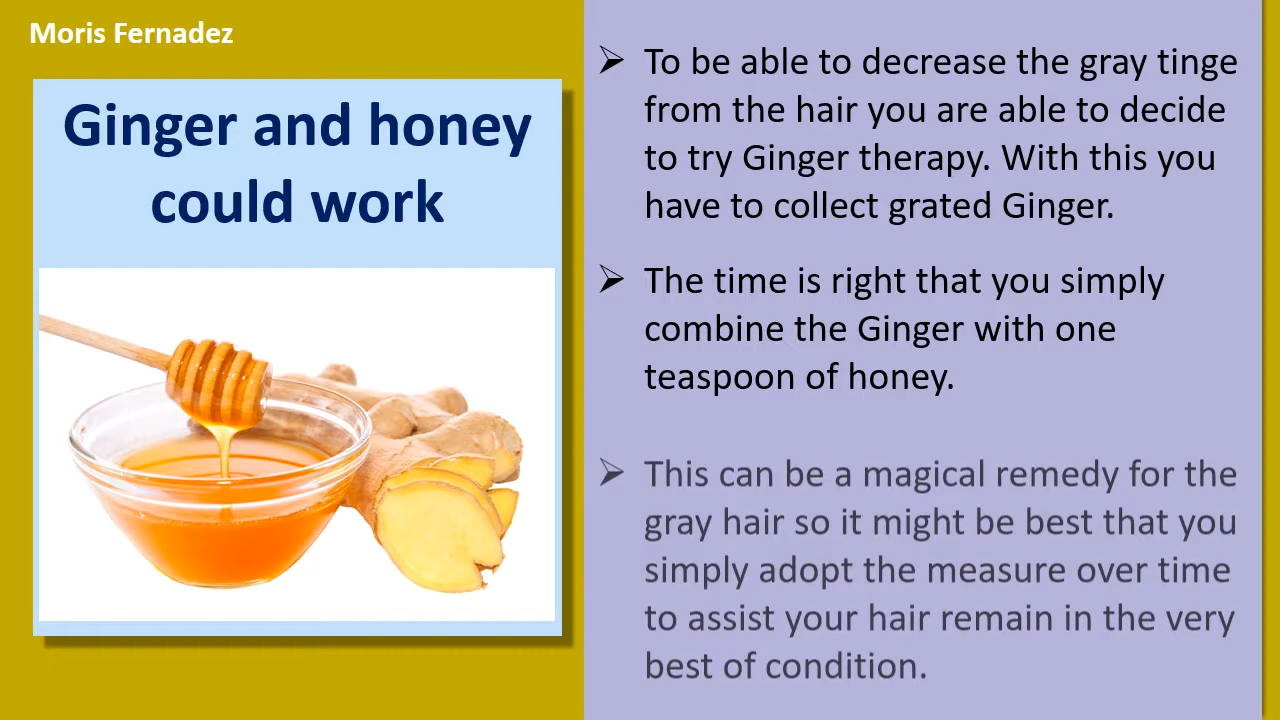 Moris Fernadez
Ginger and honey
could work
➢ To be able to decrease the gray tinge
from the hair you are able to decide
to try Ginger therapy. With this you
have to collect grated Ginger.
➢ The time is right that you simply
combine the Ginger with one
teaspoon of honey.
➢ This can be a magical remedy for the
gray hair so it might be best that you
simply adopt the measure over time
to assist your hair remain in the very
best of condition.